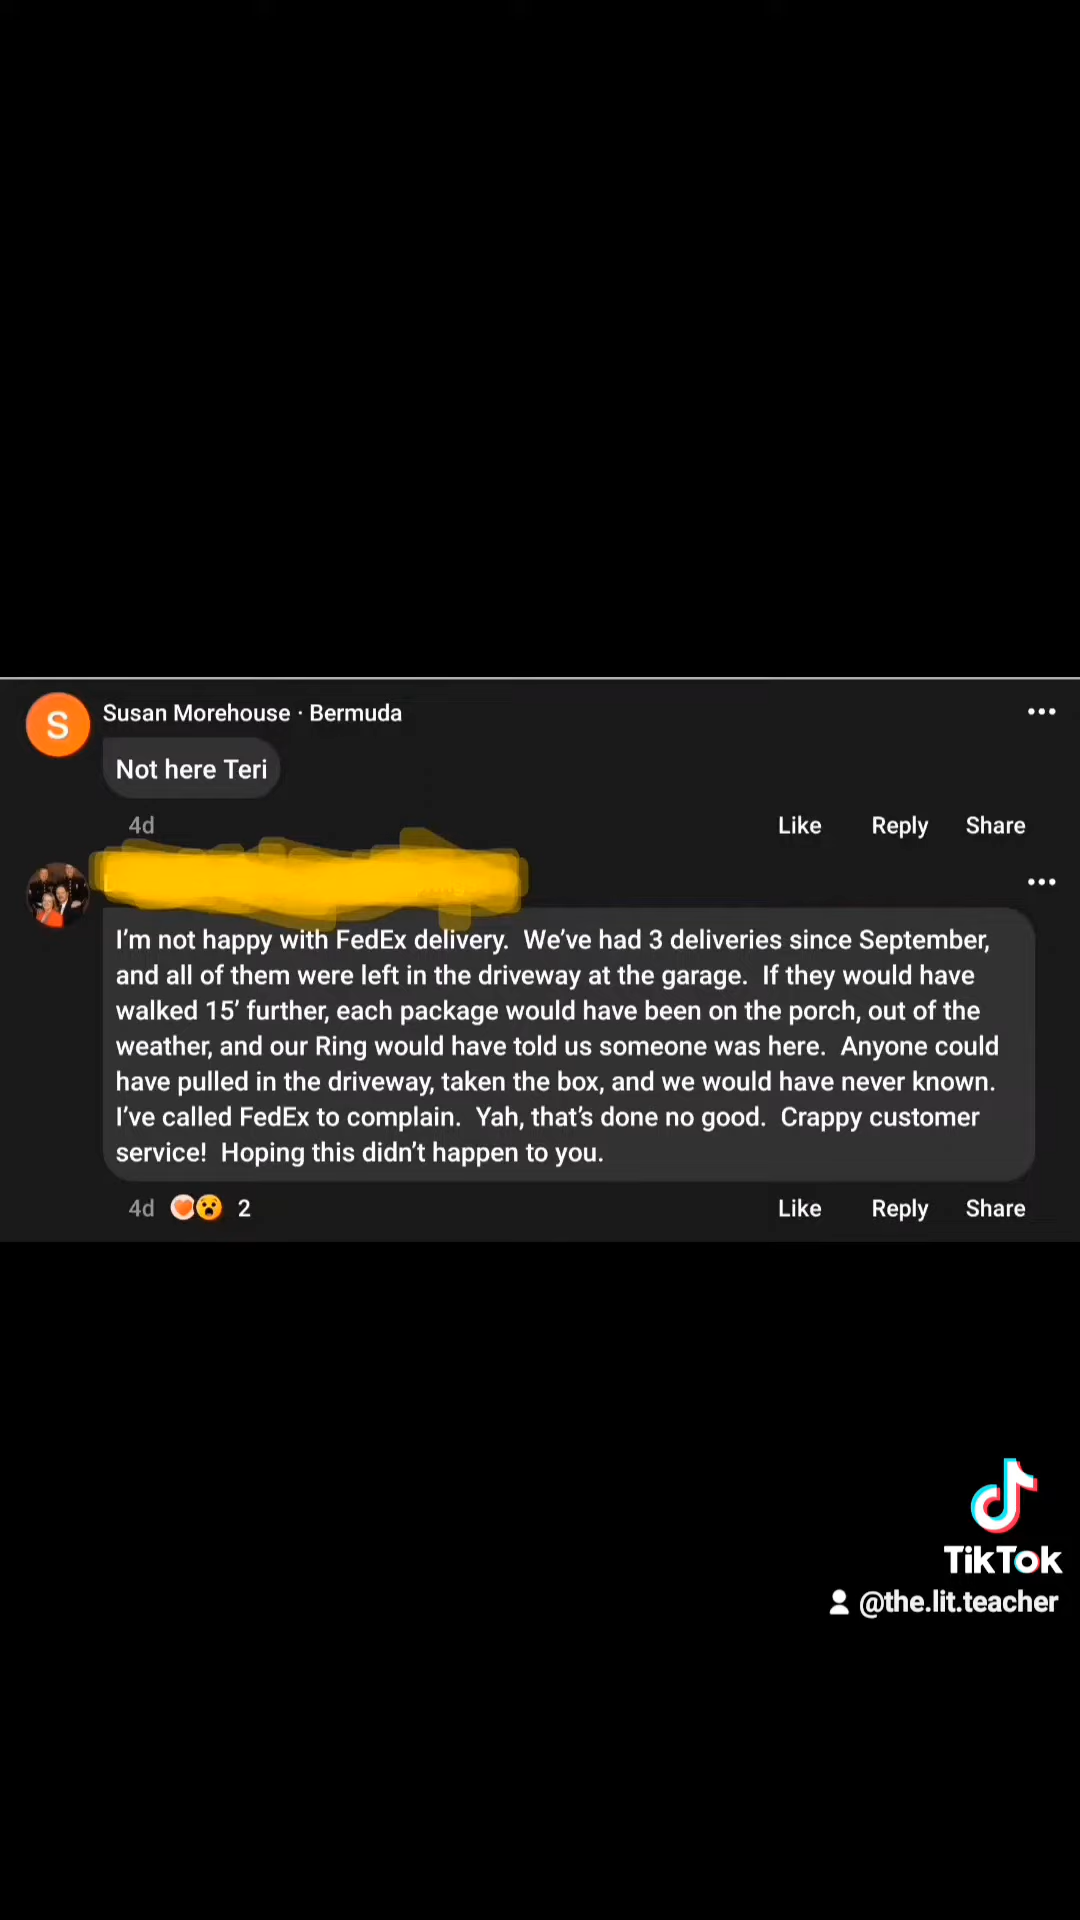 S
Susan Morehouse · Bermuda
Not here Teri
4d
Like Reply Share
I'm not happy with FedEx delivery.  We've had 3 deliveries since September,
and all of them were left in the driveway at the garage.  If they would have
walked 15' further, each package would have been on the porch, out of the
weather, and our Ring would have told us someone was here.  Anyone could
have pulled in the driveway, taken the box, and we would have never known.
I've called FedEx to complain.  Yah, that's done no good.  Crappy customer
service!  Hoping this didn't happen to you.
4d 2 Like Reply Share
TikTok
@the.lit.teacher